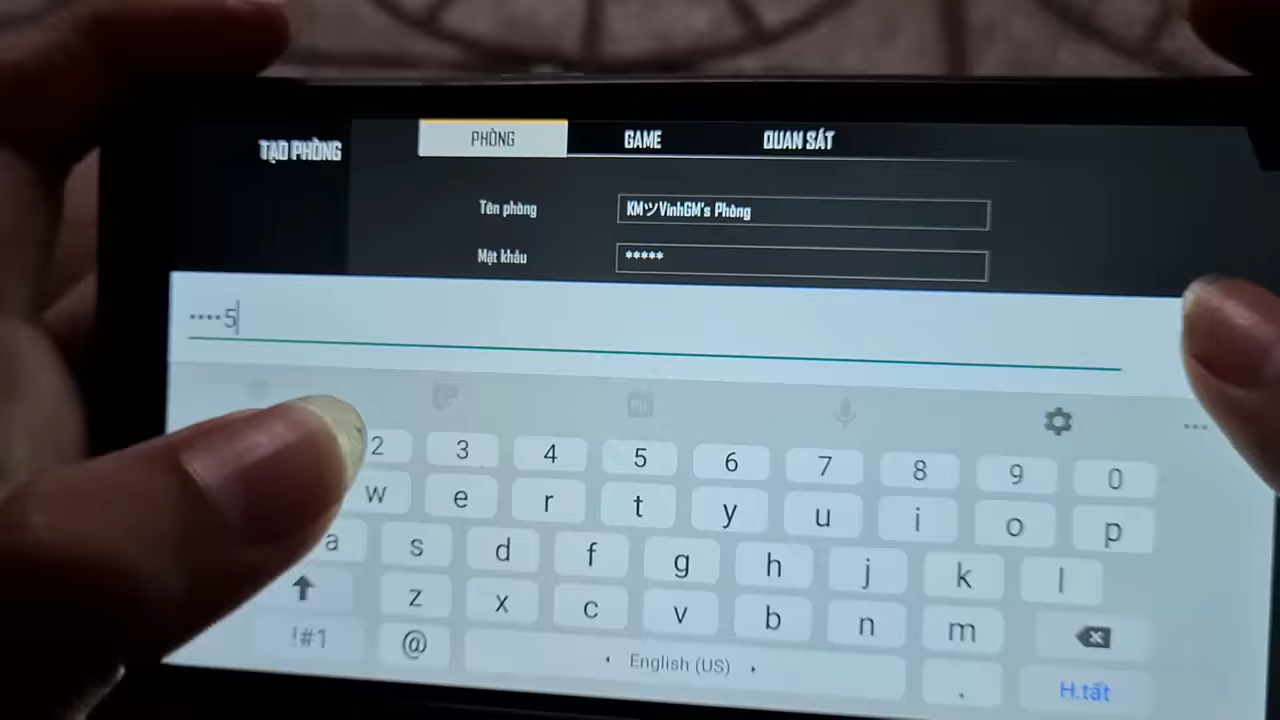 TẠO PHÒNG
PHÒNG GAME QUAN SÁT
Tên phòng KMツVinhGM's Phòng
Mật khẩu *****
••••5
2 3 4 5 6 7 8 9 0
w e r t y u i o p
a s d f g h j k l
z x c v b n m
!#1 @ English (US) . H.tất